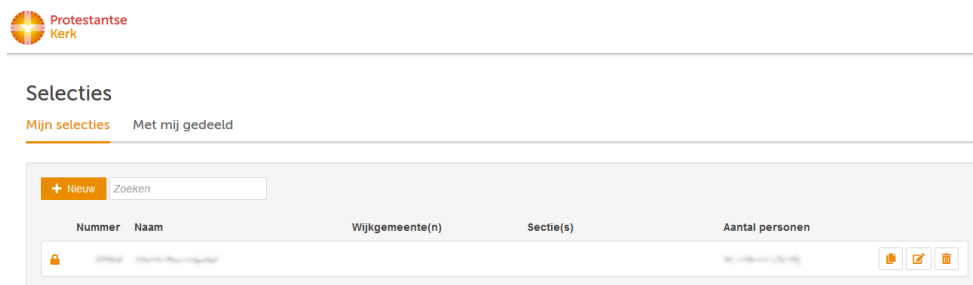 Protestantse
Kerk
Selecties
Mijn selecties Met mij gedeeld
+ Nieuw Zoeken
Nummer Naam Wijkgemeente(n) Sectie(s) Aantal personen